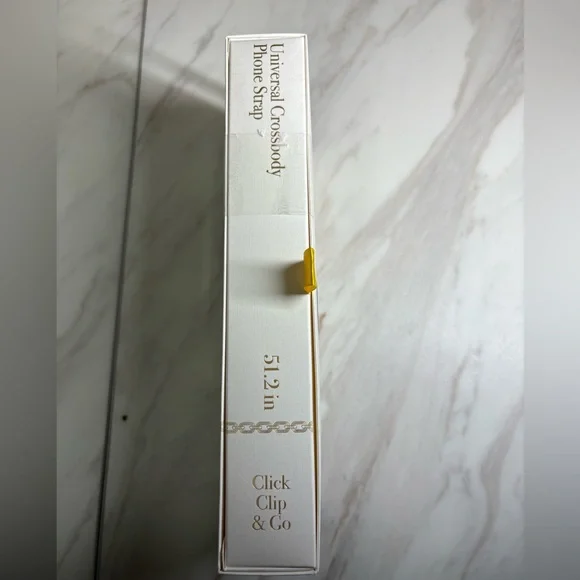 Universal Crossbody
Phone Strap
51.2 in
Click
Clip
& Go